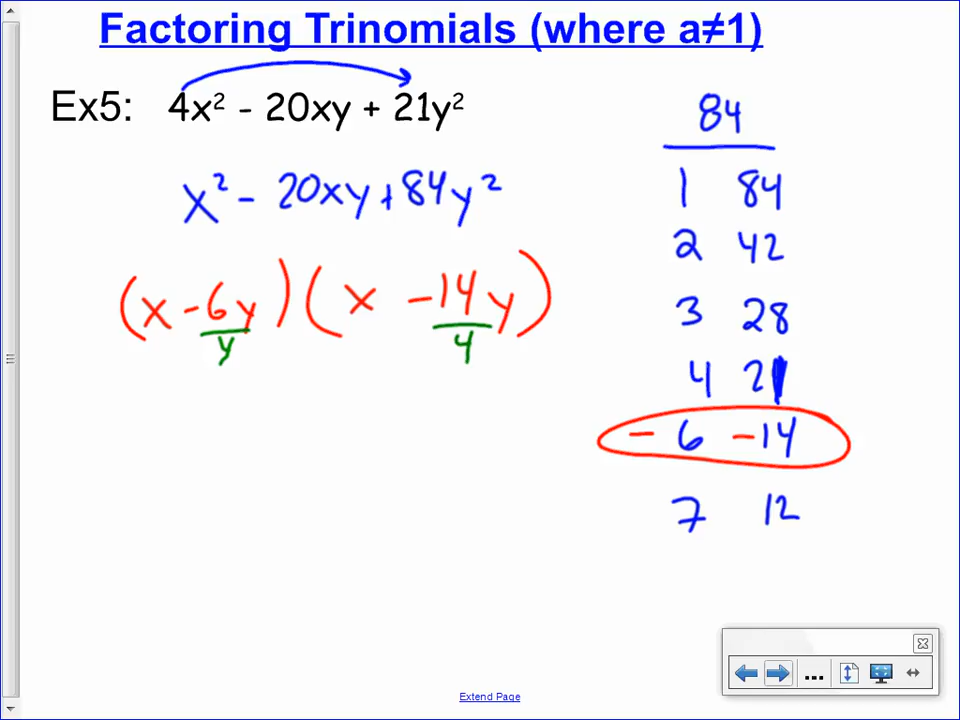 Factoring Trinomials (where a≠1)
Ex5: 4x² - 20xy + 21y²
x² - 20xy + 84y²
(x - 6y)(x - 14y)
y 4
84
1 84
2 42
3 28
4 21
- 6 - 14
7 12
...
Extend Page